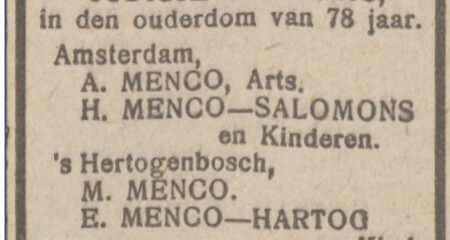 in den ouderdom van 78 jaar.
Amsterdam,
A. MENCO, Arts.
H. MENCO—SALOMONS
en Kinderen.
's Hertogenbosch,
M. MENCO.
E. MENCO—HARTOG